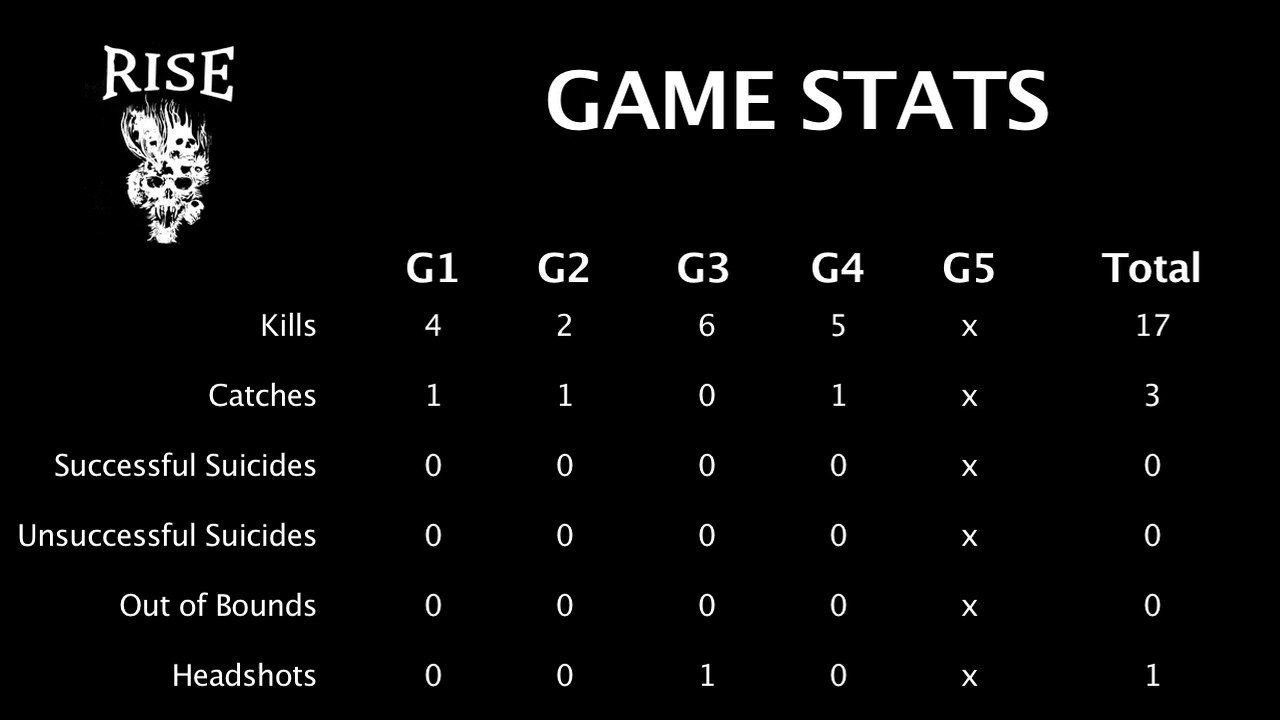 RISE
GAME STATS
G1 G2 G3 G4 G5 Total
Kills 4 2 6 5 x 17
Catches 1 1 0 1 x 3
Successful Suicides 0 0 0 0 x 0
Unsuccessful Suicides 0 0 0 0 x 0
Out of Bounds 0 0 0 0 x 0
Headshots 0 0 1 0 x 1